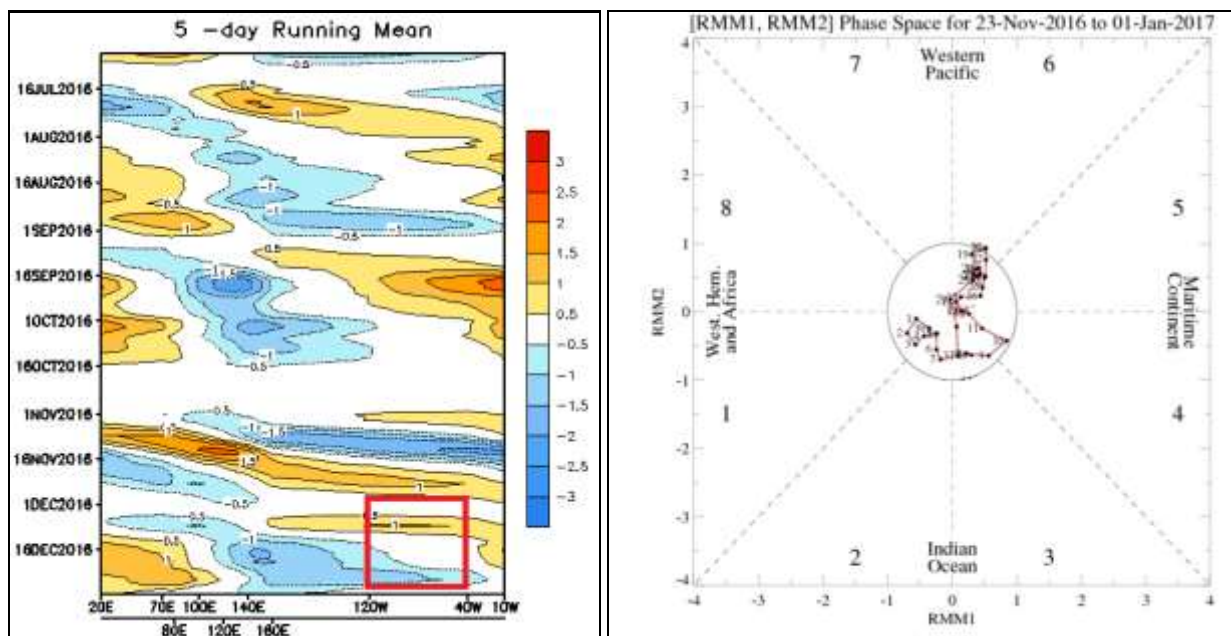 5 -day Running Mean
16JUL2016
1AUG2016
16AUG2016
1SEP2016
16SEP2016
1OCT2016
16OCT2016
1NOV2016
16NOV2016
1DEC2016
16DEC2016
20E 70E 100E 140E 120W 40W 10W
80E 120E 160E
3
2.5
2
1.5
1
0.5
-0.5
-1
-1.5
-2
-2.5
-3
[RMM1, RMM2] Phase Space for 23-Nov-2016 to 01-Jan-2017
4
3
2
1
0
-1
-2
-3
-4
RMM2
7
Western
Pacific
6
8
5
West. Hem.
and Africa
Maritime
Continent
1
4
2
Indian
Ocean
3
-4 -3 -2 -1 0 1 2 3 4
RMM1